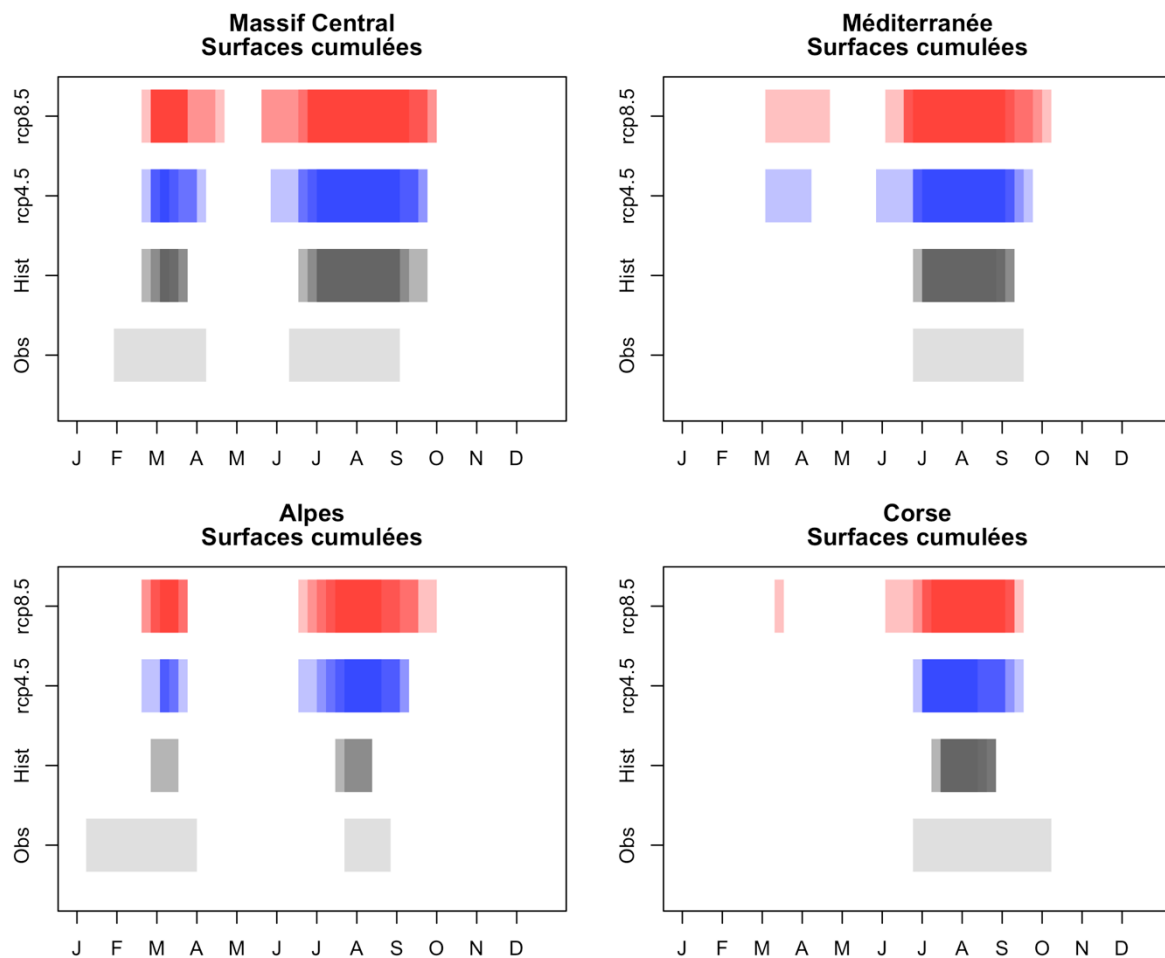 Massif Central
Surfaces cumulées
rcp8.5
rcp4.5
Hist
Obs
J F M A M J J A S O N D
Méditerranée
Surfaces cumulées
rcp8.5
rcp4.5
Hist
Obs
J F M A M J J A S O N D
Alpes
Surfaces cumulées
rcp8.5
rcp4.5
Hist
Obs
J F M A M J J A S O N D
Corse
Surfaces cumulées
rcp8.5
rcp4.5
Hist
Obs
J F M A M J J A S O N D